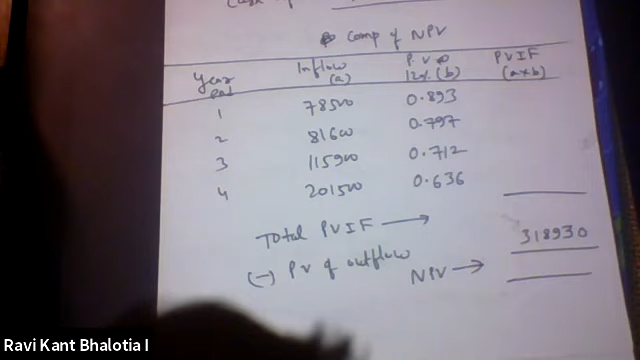 Comp of NPV
Year end Inflow (a) P.V @ 12% (b) PVIF (a×b)
1 78500 0.893
2 81600 0.797
3 115900 0.712
4 201500 0.636
Total PVIF →
(-) PV of outflow 318930
NPV →
Ravi Kant Bhalotia I